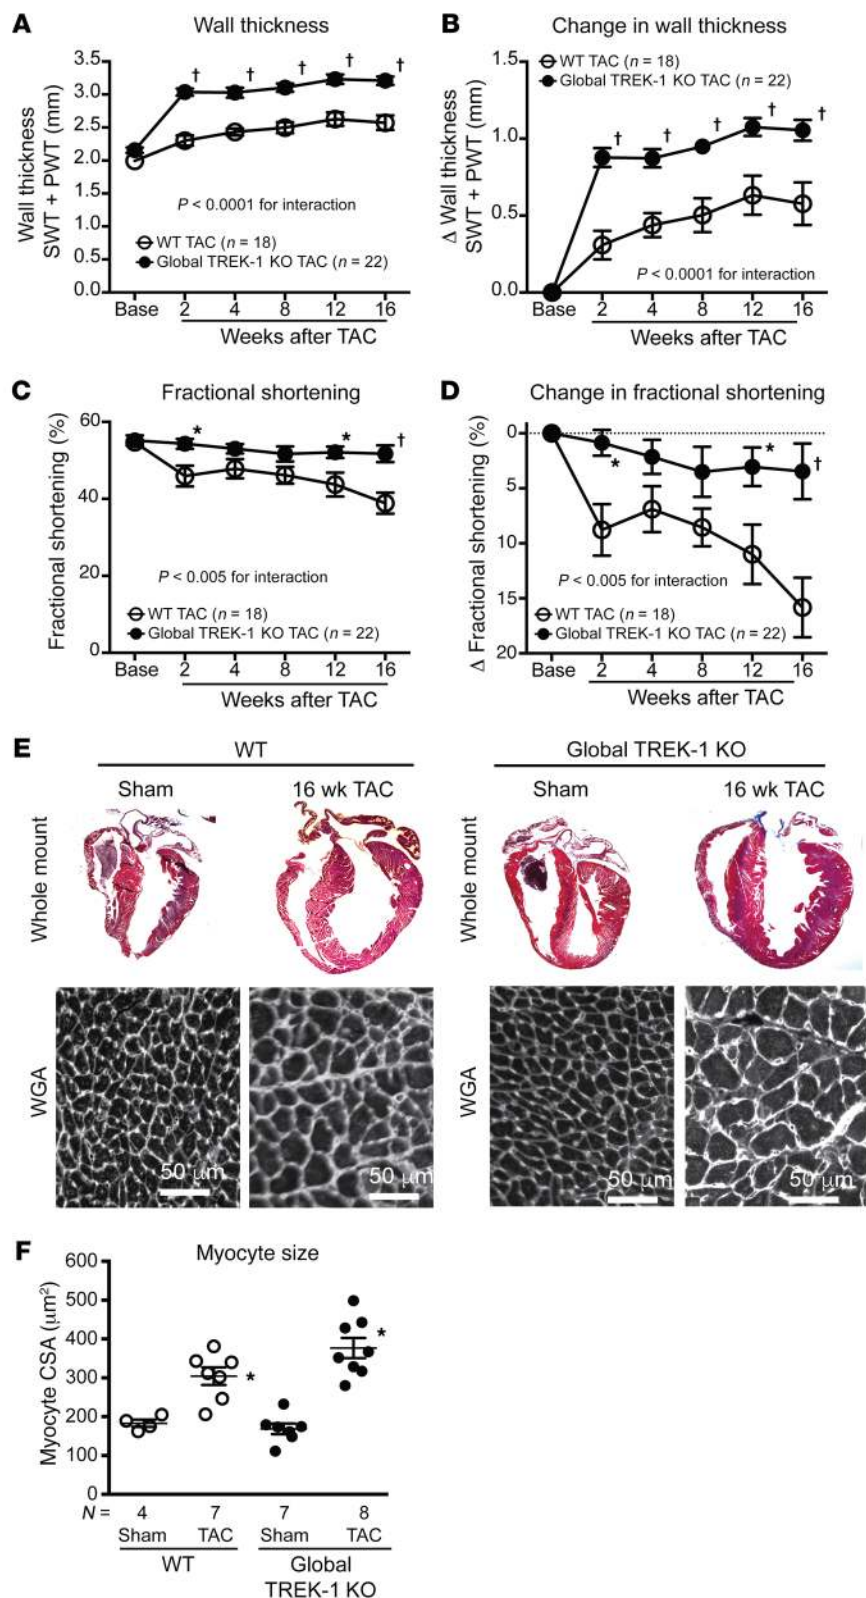 A
Wall thickness
Wall thickness
SWT + PWT (mm)
3.5
3.0
2.5
2.0
1.5
1.0
0.5
0.0
† † † † †
P < 0.0001 for interaction
WT TAC (n = 18)
Global TREK-1 KO TAC (n = 22)
Base 2 4 8 12 16
Weeks after TAC
B
Change in wall thickness
Δ Wall thickness
SWT + PWT (mm)
1.5
1.0
0.5
0.0
WT TAC (n = 18)
Global TREK-1 KO TAC (n = 22)
† † † † †
P < 0.0001 for interaction
Base 2 4 8 12 16
Weeks after TAC
C
Fractional shortening
Fractional shortening (%)
60
40
20
0
* * †
P < 0.005 for interaction
WT TAC (n = 18)
Global TREK-1 KO TAC (n = 22)
Base 2 4 8 12 16
Weeks after TAC
D
Change in fractional shortening
Δ Fractional shortening (%)
0
5
10
15
20
* * †
P < 0.005 for interaction
WT TAC (n = 18)
Global TREK-1 KO TAC (n = 22)
Base 2 4 8 12 16
Weeks after TAC
E
WT
Global TREK-1 KO
Sham 16 wk TAC
Sham 16 wk TAC
Whole mount
Whole mount
WGA
WGA
50 µm
50 µm
50 µm
50 µm
F
Myocyte size
Myocyte CSA (µm²)
600
500
400
300
200
100
0
* *
N = 4 7 7 8
Sham TAC Sham TAC
WT
Global
TREK-1 KO